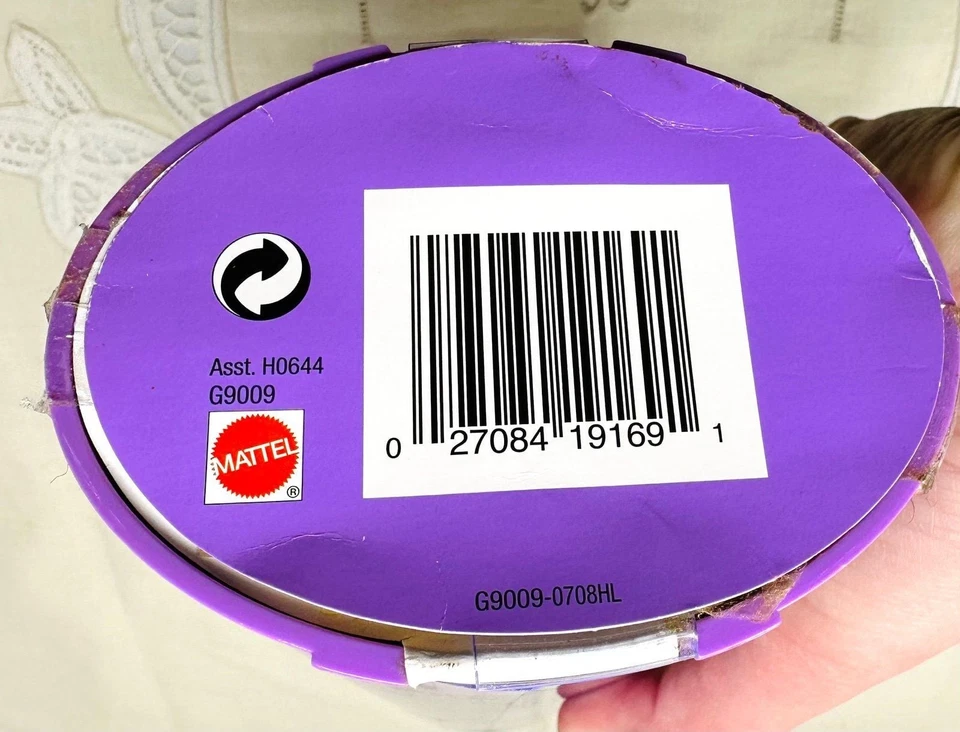 Asst. H0644
G9009
MATTEL
®
0 27084 19169 1
G9009-0708HL